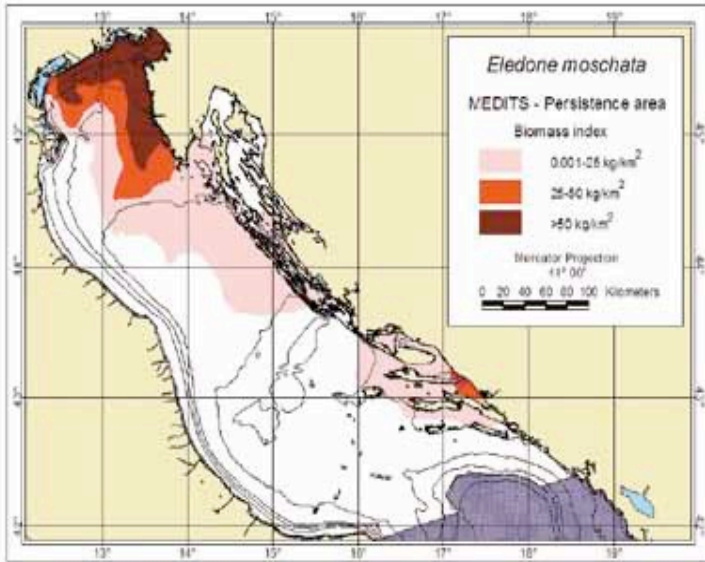 13° 14° 15° 16° 17° 18° 19°
Eledone moschata
MEDITS - Persistence area
Biomass index
0.001-25 kg/km²
25-50 kg/km²
>50 kg/km²
Mercator Projection
0 20 40 60 80 100 Kilometers
13° 14° 15° 16° 17° 18° 19°